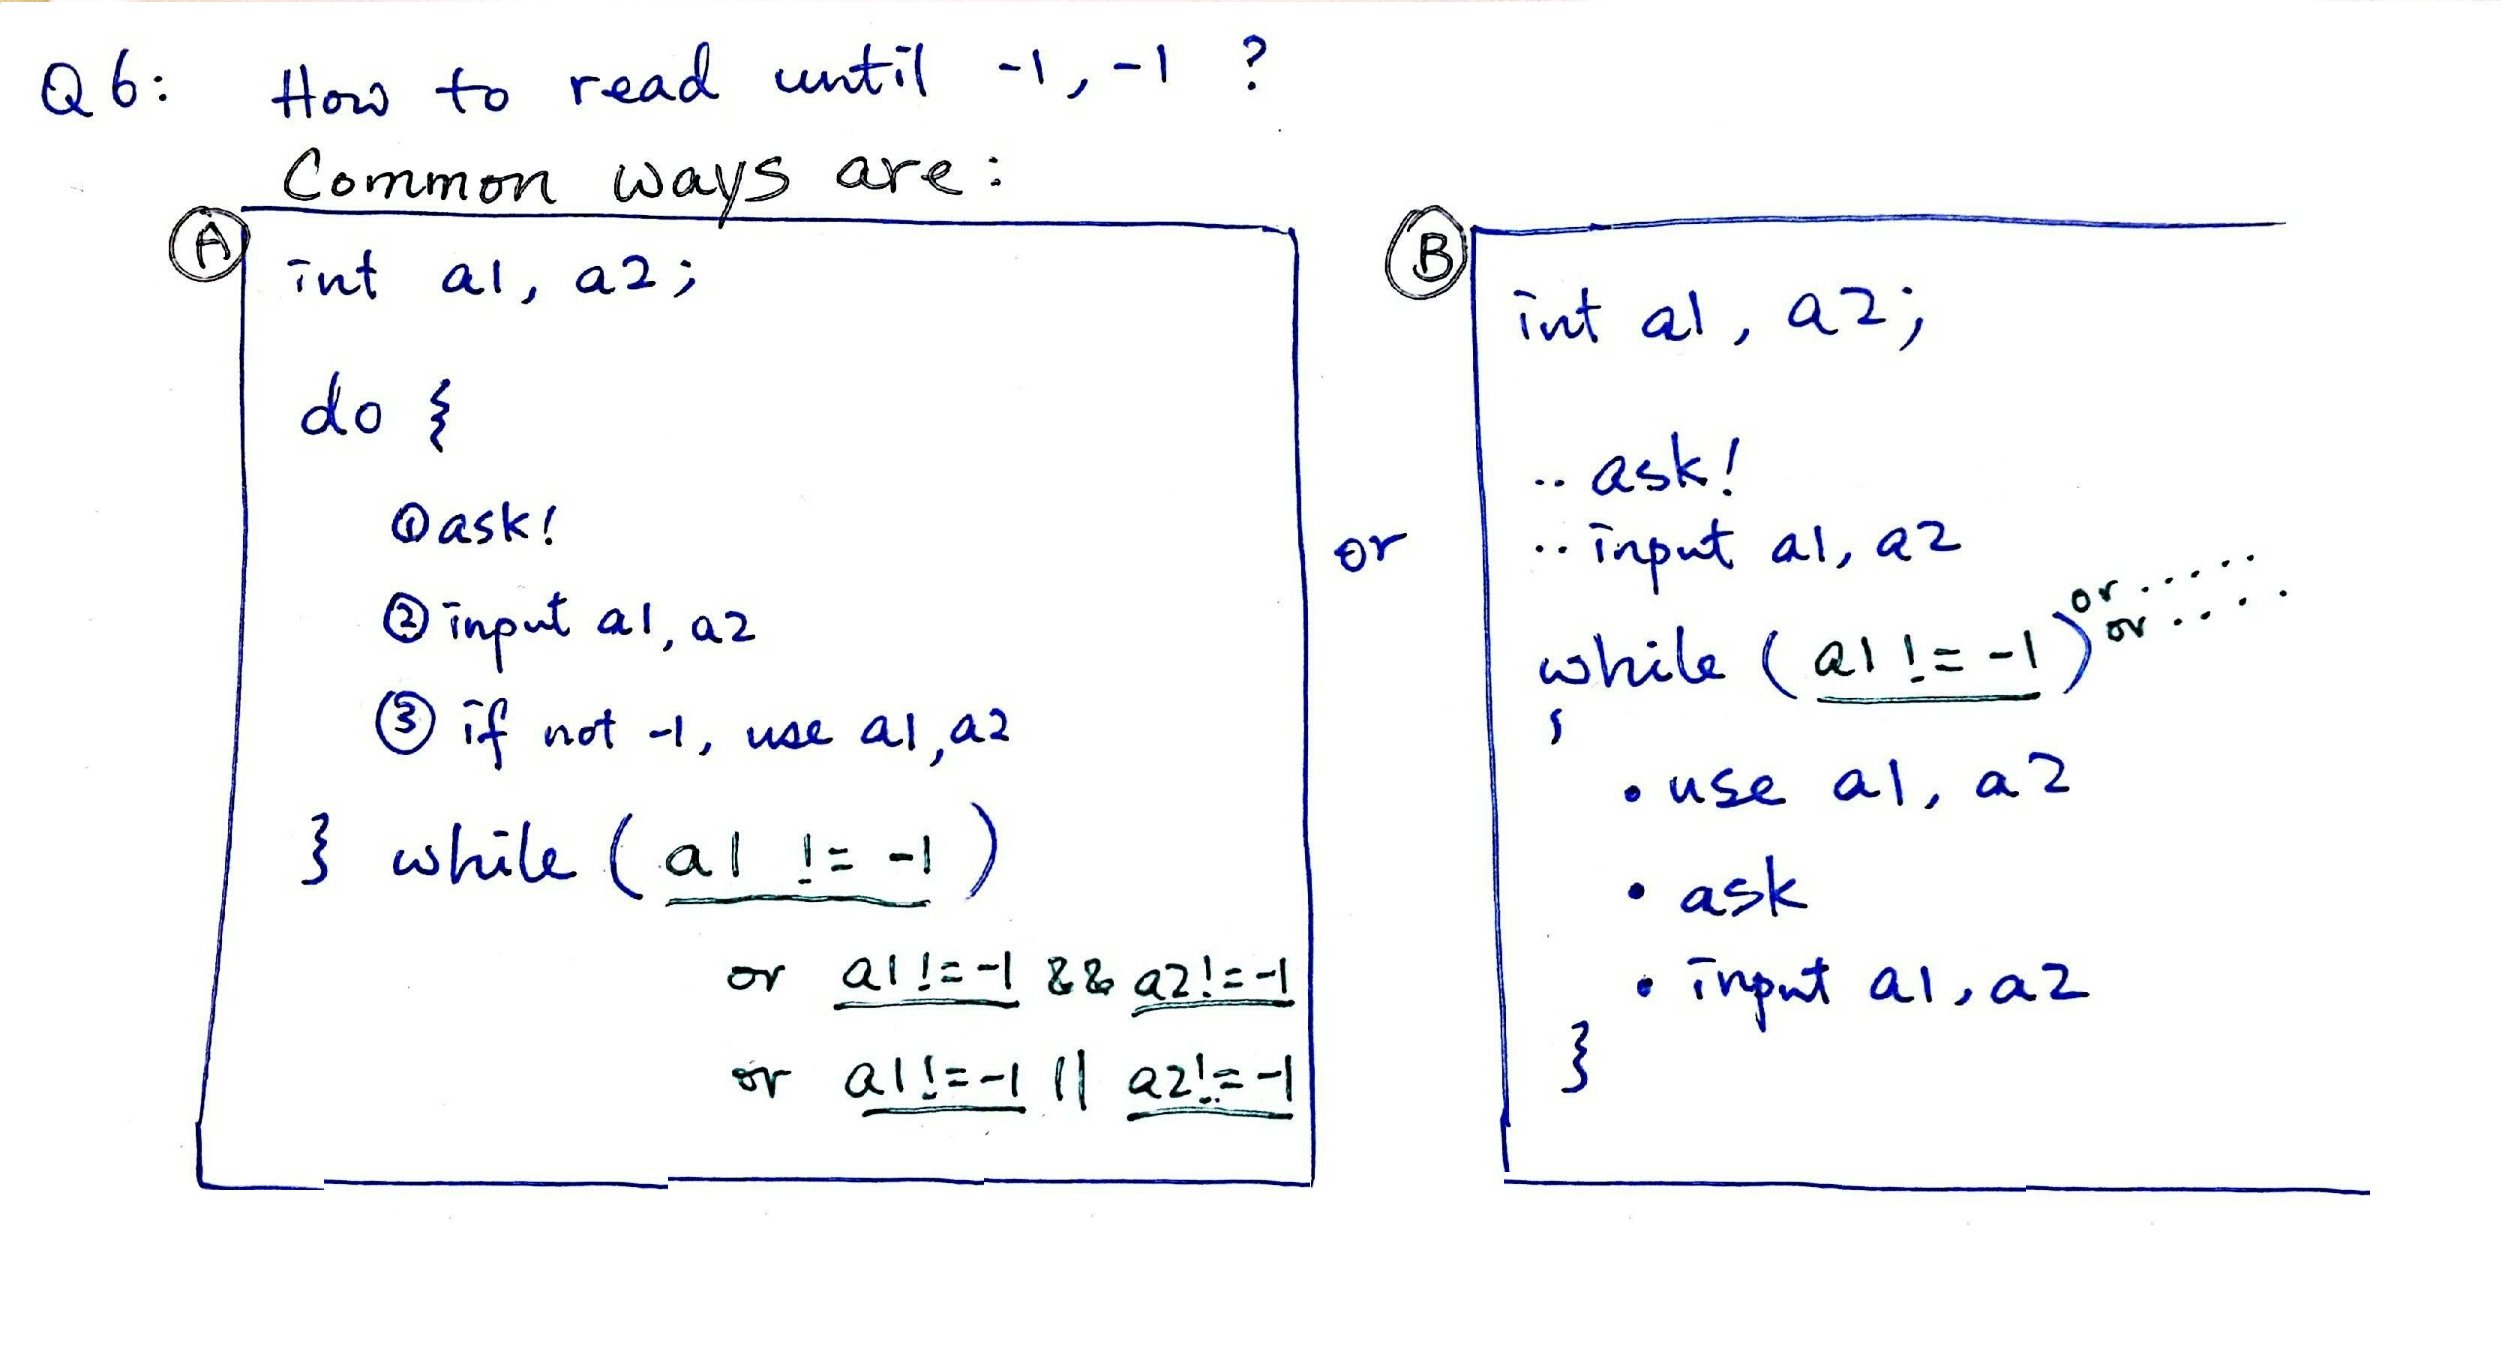 Q6: How to read until -1, -1 ?
Common ways are:
A
int a1, a2;
do {
① ask!
② input a1, a2
③ if not -1, use a1, a2
} while ( a1 != -1 )
or a1 != -1 && a2 != -1
or a1 != -1 || a2 != -1
or
B
int a1, a2;
.. ask!
.. input a1, a2
while ( a1 != -1 ) or .....
or ....
{
• use a1, a2
• ask
• input a1, a2
}